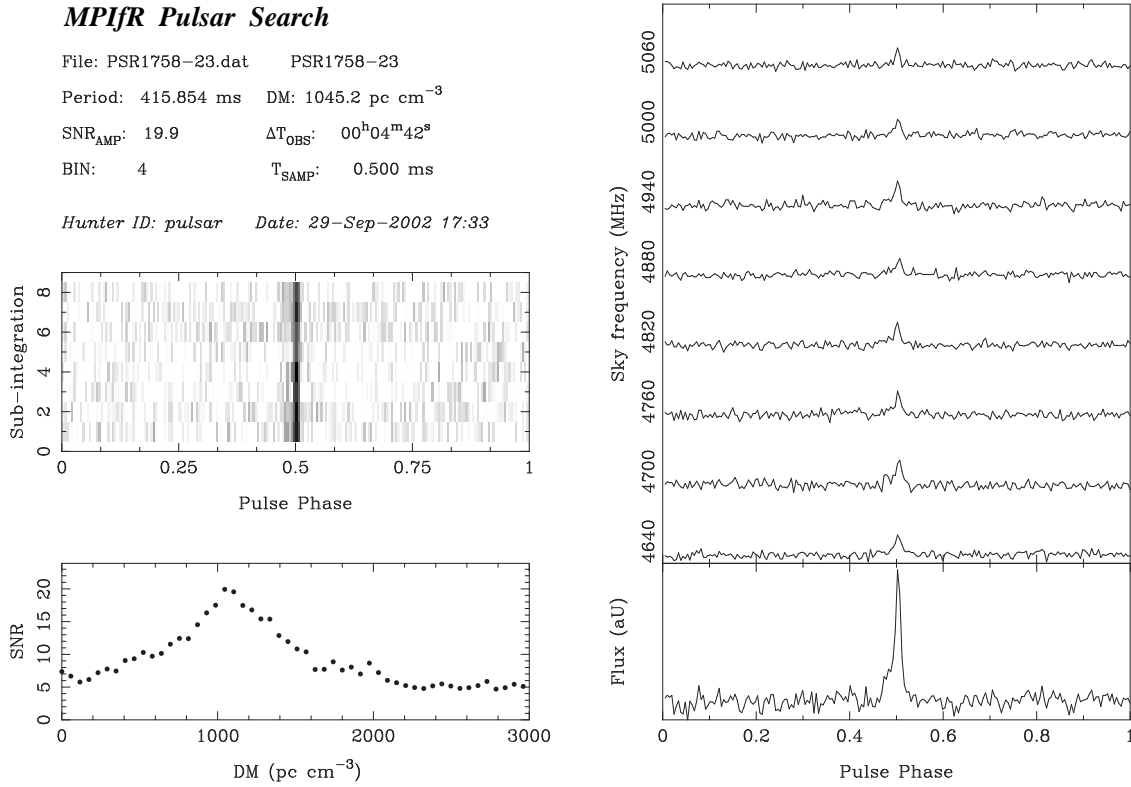 MPIfR Pulsar Search
File: PSR1758−23.dat PSR1758−23
Period: 415.854 ms DM: 1045.2 pc cm−3
SNRAMP: 19.9 ΔTOBS: 00h04m42s
BIN: 4 TSAMP: 0.500 ms
Hunter ID: pulsar Date: 29−Sep−2002 17:33
Sub−integration
8
6
4
2
0
0 0.25 0.5 0.75 1
Pulse Phase
SNR
20
15
10
5
0
0 1000 2000 3000
DM (pc cm−3)
Sky frequency (MHz)
5060
5000
4940
4880
4820
4760
4700
4640
Flux (aU)
0 0.2 0.4 0.6 0.8 1
Pulse Phase